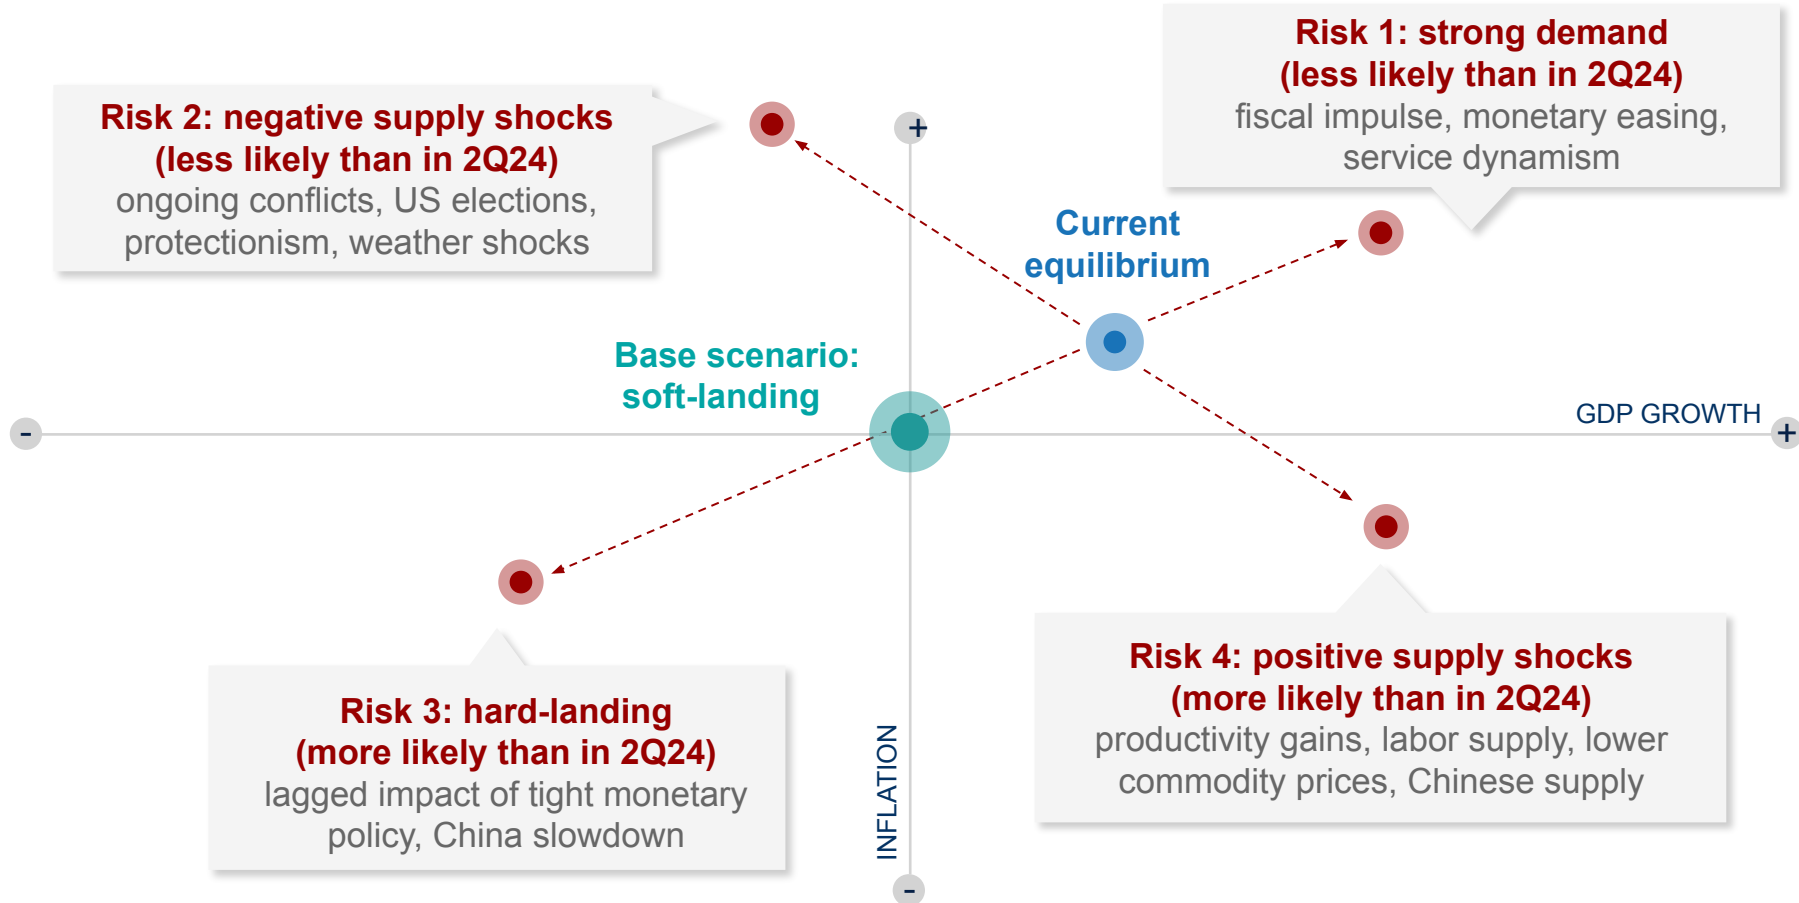 Risk 1: strong demand
(less likely than in 2Q24)
fiscal impulse, monetary easing,
service dynamism
Risk 2: negative supply shocks
(less likely than in 2Q24)
ongoing conflicts, US elections,
protectionism, weather shocks
+
Current
equilibrium
Base scenario:
soft-landing
-
GDP GROWTH
+
Risk 3: hard-landing
(more likely than in 2Q24)
lagged impact of tight monetary
policy, China slowdown
INFLATION
-
Risk 4: positive supply shocks
(more likely than in 2Q24)
productivity gains, labor supply, lower
commodity prices, Chinese supply